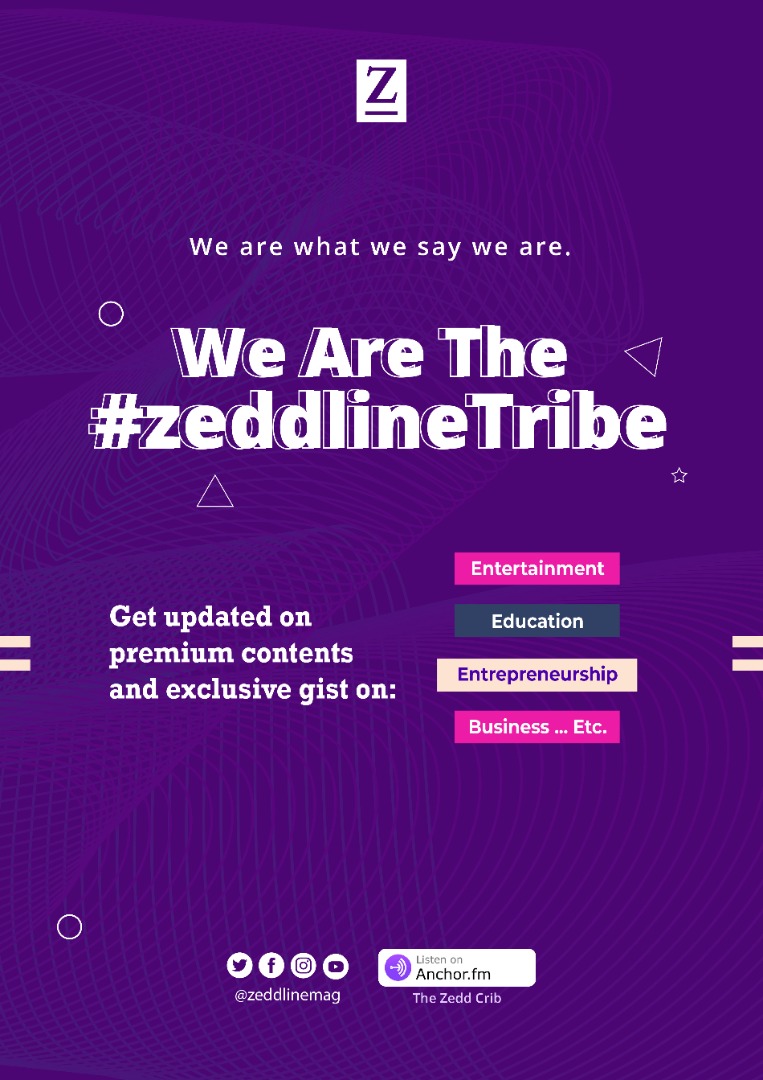 Z
We are what we say we are.
We Are The
#zeddlineTribe
Get updated on
premium contents
and exclusive gist on:
Entertainment
Education
Entrepreneurship
Business ... Etc.
@zeddlinemag
Listen on
Anchor.fm
The Zedd Crib